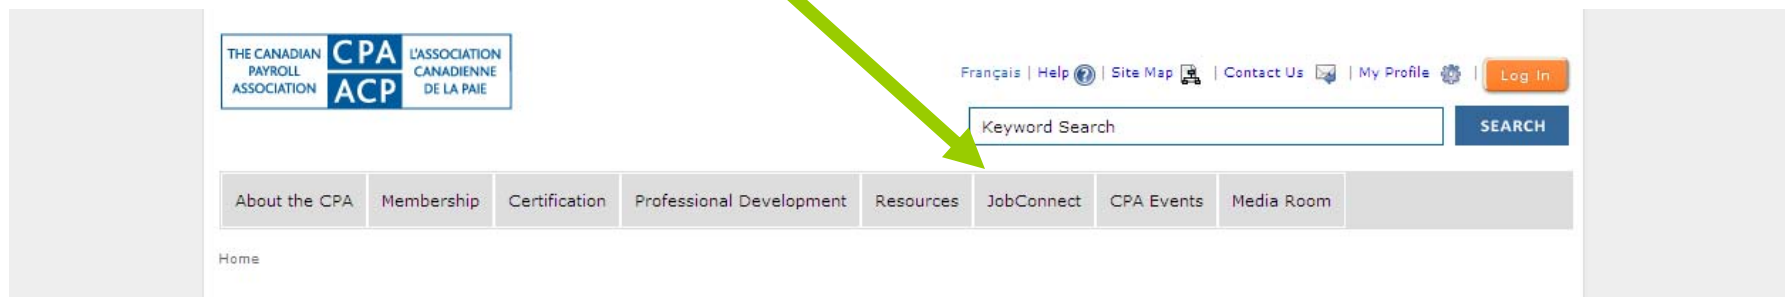 THE CANADIAN PAYROLL ASSOCIATION
CPA
ACP
L'ASSOCIATION CANADIENNE DE LA PAIE
Français | Help | Site Map | Contact Us | My Profile | Log In
Keyword Search SEARCH
About the CPA Membership Certification Professional Development Resources JobConnect CPA Events Media Room
Home